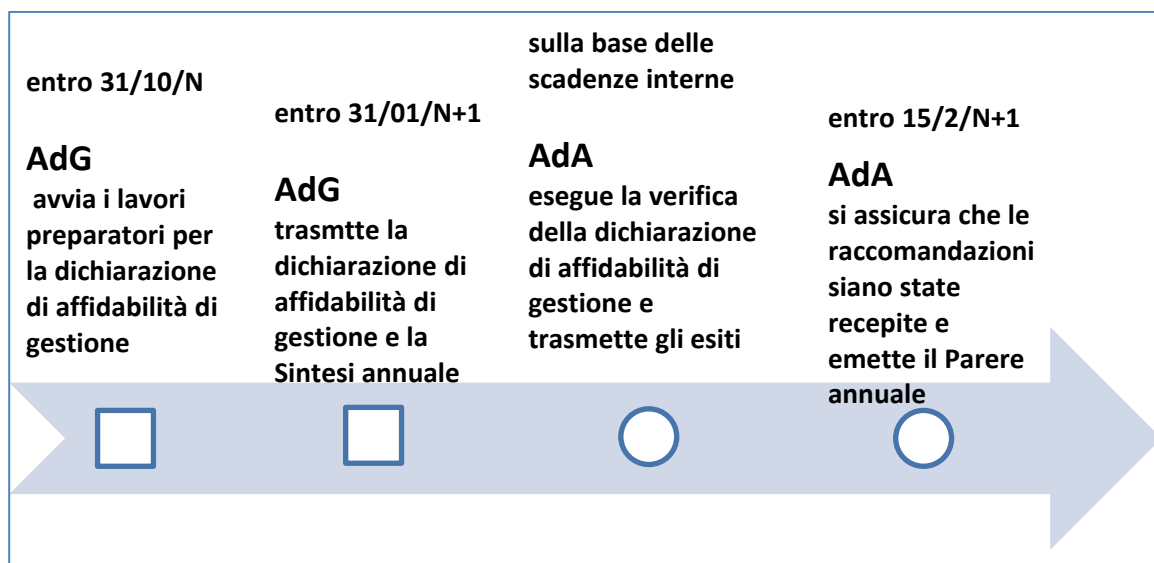 entro 31/10/N
AdG
avvia i lavori
preparatori per
la dichiarazione
di affidabilità di
gestione
entro 31/01/N+1
AdG
trasmtte la
dichiarazione di
affidabilità di
gestione e la
Sintesi annuale
sulla base delle
scadenze interne
AdA
esegue la verifica
della dichiarazione
di affidabilità di
gestione e
trasmette gli esiti
entro 15/2/N+1
AdA
si assicura che le
raccomandazioni
siano state
recepite e
emette il Parere
annuale